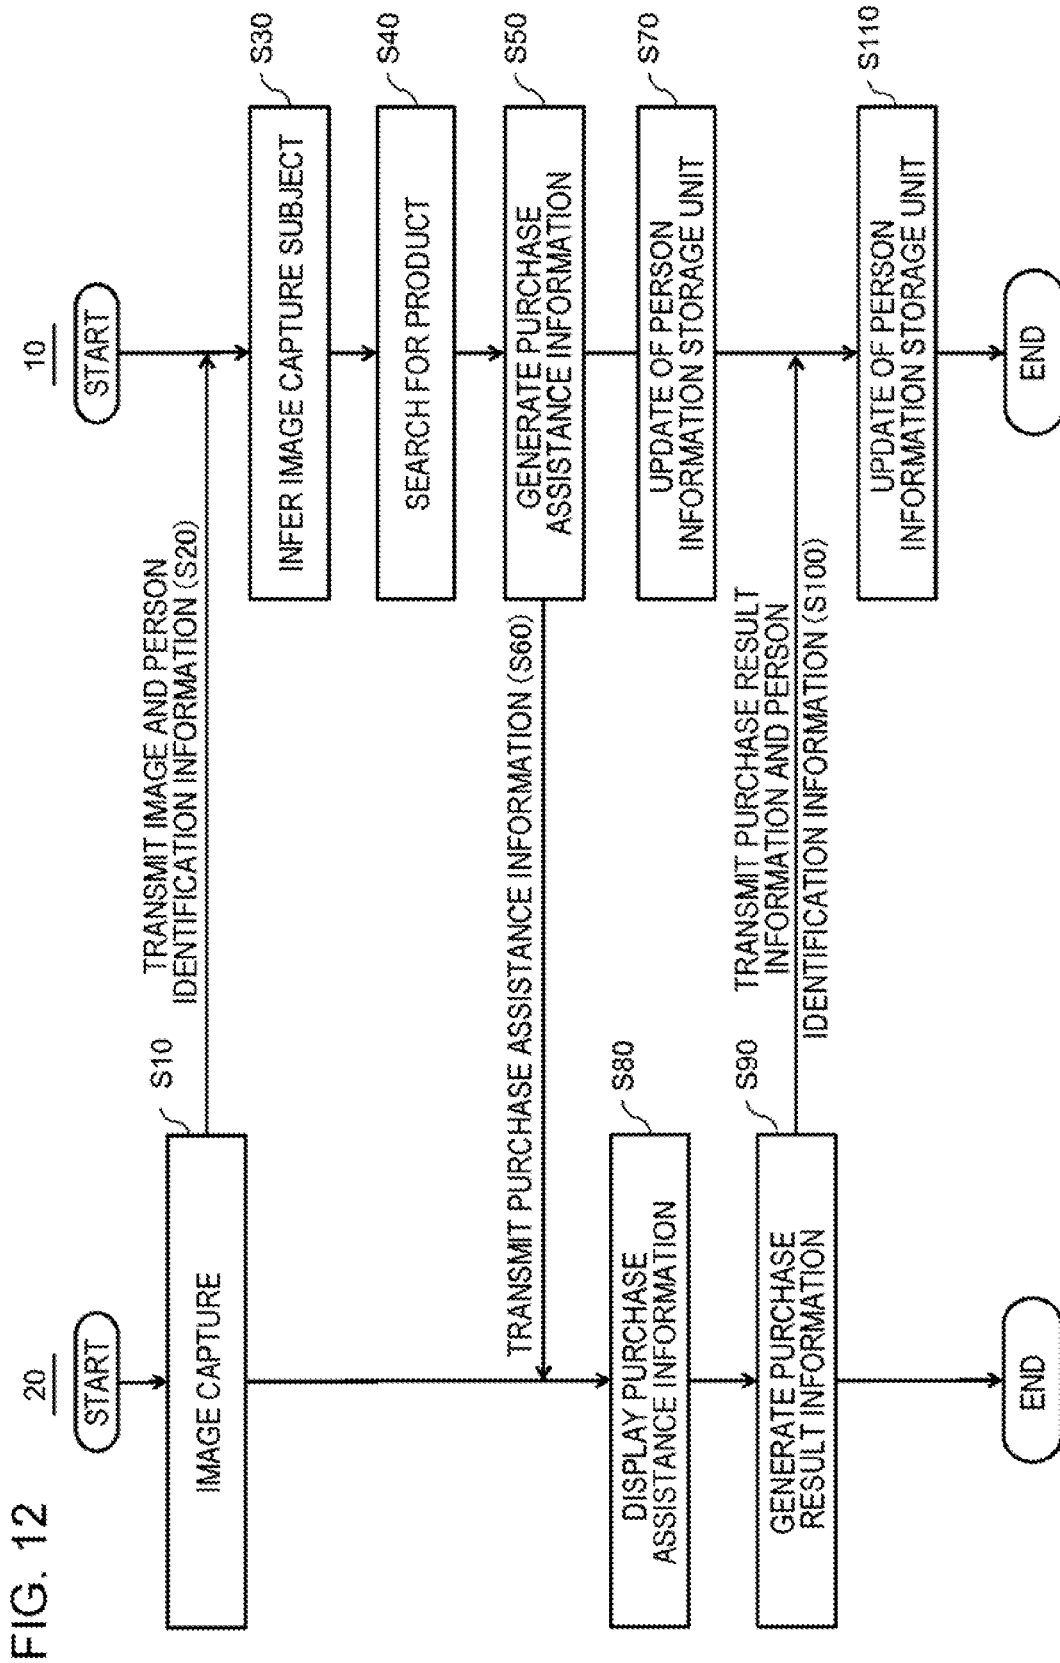 FIG. 12
20
START
IMAGE CAPTURE
S10
TRANSMIT IMAGE AND PERSON
IDENTIFICATION INFORMATION (S20)
10
START
INFER IMAGE CAPTURE SUBJECT
S30
SEARCH FOR PRODUCT
S40
GENERATE PURCHASE
ASSISTANCE INFORMATION
S50
TRANSMIT PURCHASE ASSISTANCE INFORMATION (S60)
UPDATE OF PERSON
INFORMATION STORAGE UNIT
S70
DISPLAY PURCHASE
ASSISTANCE INFORMATION
S80
GENERATE PURCHASE
RESULT INFORMATION
S90
TRANSMIT PURCHASE RESULT
INFORMATION AND PERSON
IDENTIFICATION INFORMATION (S100)
UPDATE OF PERSON
INFORMATION STORAGE UNIT
S110
END
END